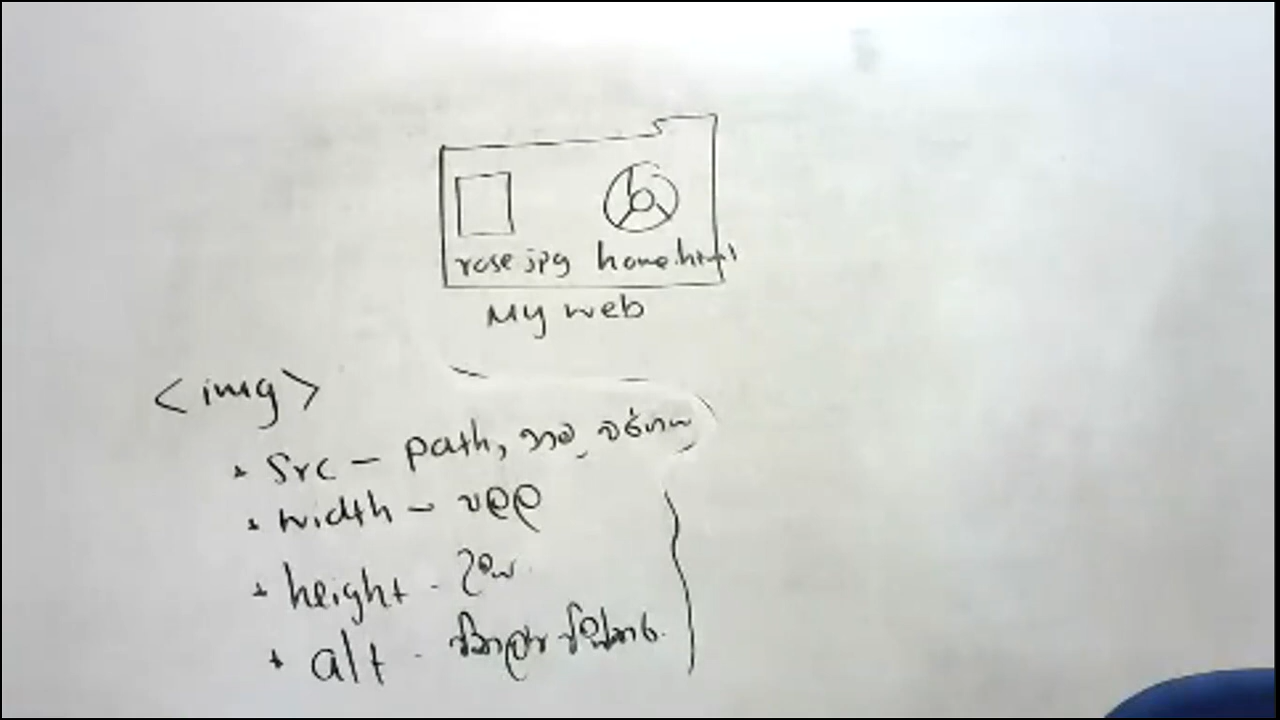 rose jpg home.html
My web
<img>
* src - path,
* width - පළල
* height - උස
* alt -